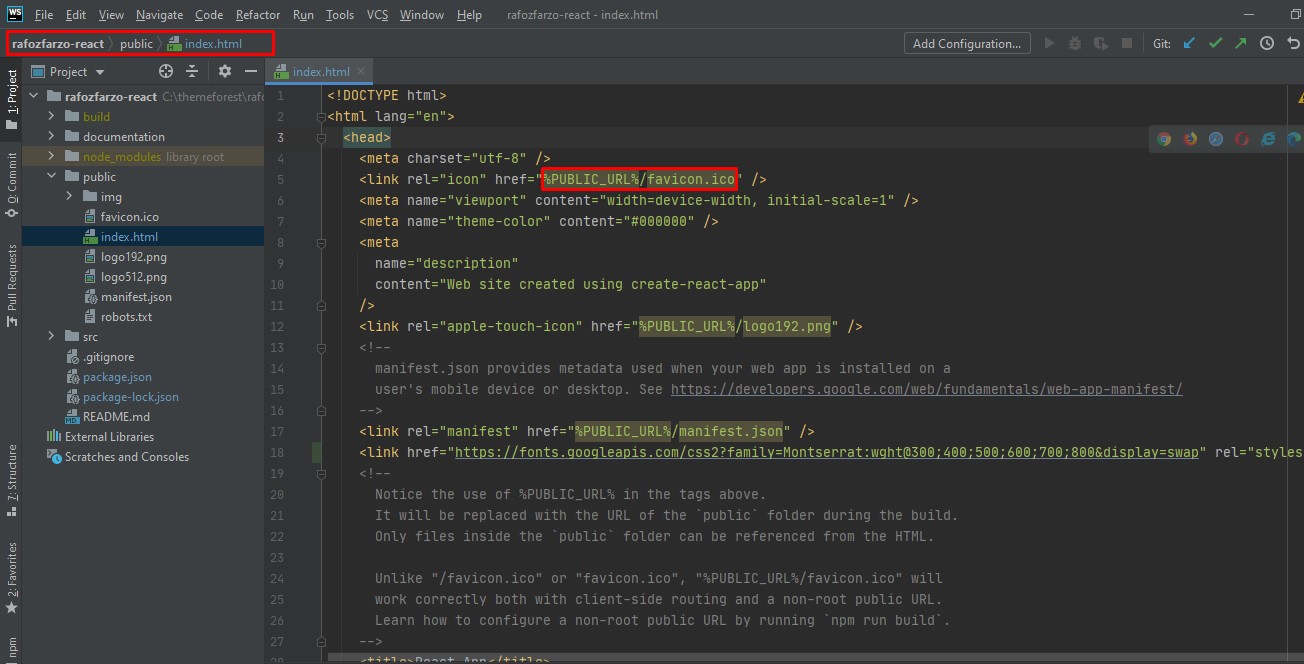 WS File Edit View Navigate Code Refactor Run Tools VCS Window Help rafozfarzo-react - index.html
rafozfarzo-react public index.html Add Configuration... Git:
Project index.html
1: Project
0: Commit
Pull Requests
7: Structure
2: Favorites
npm
rafozfarzo-react C:\themeforest\rafo
build
documentation
node_modules library root
public
img
favicon.ico
index.html
logo192.png
logo512.png
manifest.json
robots.txt
src
.gitignore
package.json
package-lock.json
README.md
External Libraries
Scratches and Consoles
1 <!DOCTYPE html>
2 <html lang="en">
3 <head>
4 <meta charset="utf-8" />
5 <link rel="icon" href="%PUBLIC_URL%/favicon.ico" />
6 <meta name="viewport" content="width=device-width, initial-scale=1" />
7 <meta name="theme-color" content="#000000" />
8 <meta
9 name="description"
10 content="Web site created using create-react-app"
11 />
12 <link rel="apple-touch-icon" href="%PUBLIC_URL%/logo192.png" />
13 <!--
14 manifest.json provides metadata used when your web app is installed on a
15 user's mobile device or desktop. See https://developers.google.com/web/fundamentals/web-app-manifest/
16 -->
17 <link rel="manifest" href="%PUBLIC_URL%/manifest.json" />
18 <link href="https://fonts.googleapis.com/css2?family=Montserrat:wght@300;400;500;600;700;800&display=swap" rel="styles
19 <!--
20 Notice the use of %PUBLIC_URL% in the tags above.
21 It will be replaced with the URL of the `public` folder during the build.
22 Only files inside the `public` folder can be referenced from the HTML.
23
24 Unlike "/favicon.ico" or "favicon.ico", "%PUBLIC_URL%/favicon.ico" will
25 work correctly both with client-side routing and a non-root public URL.
26 Learn how to configure a non-root public URL by running `npm run build`.
27 -->
28 <title>React App</title>